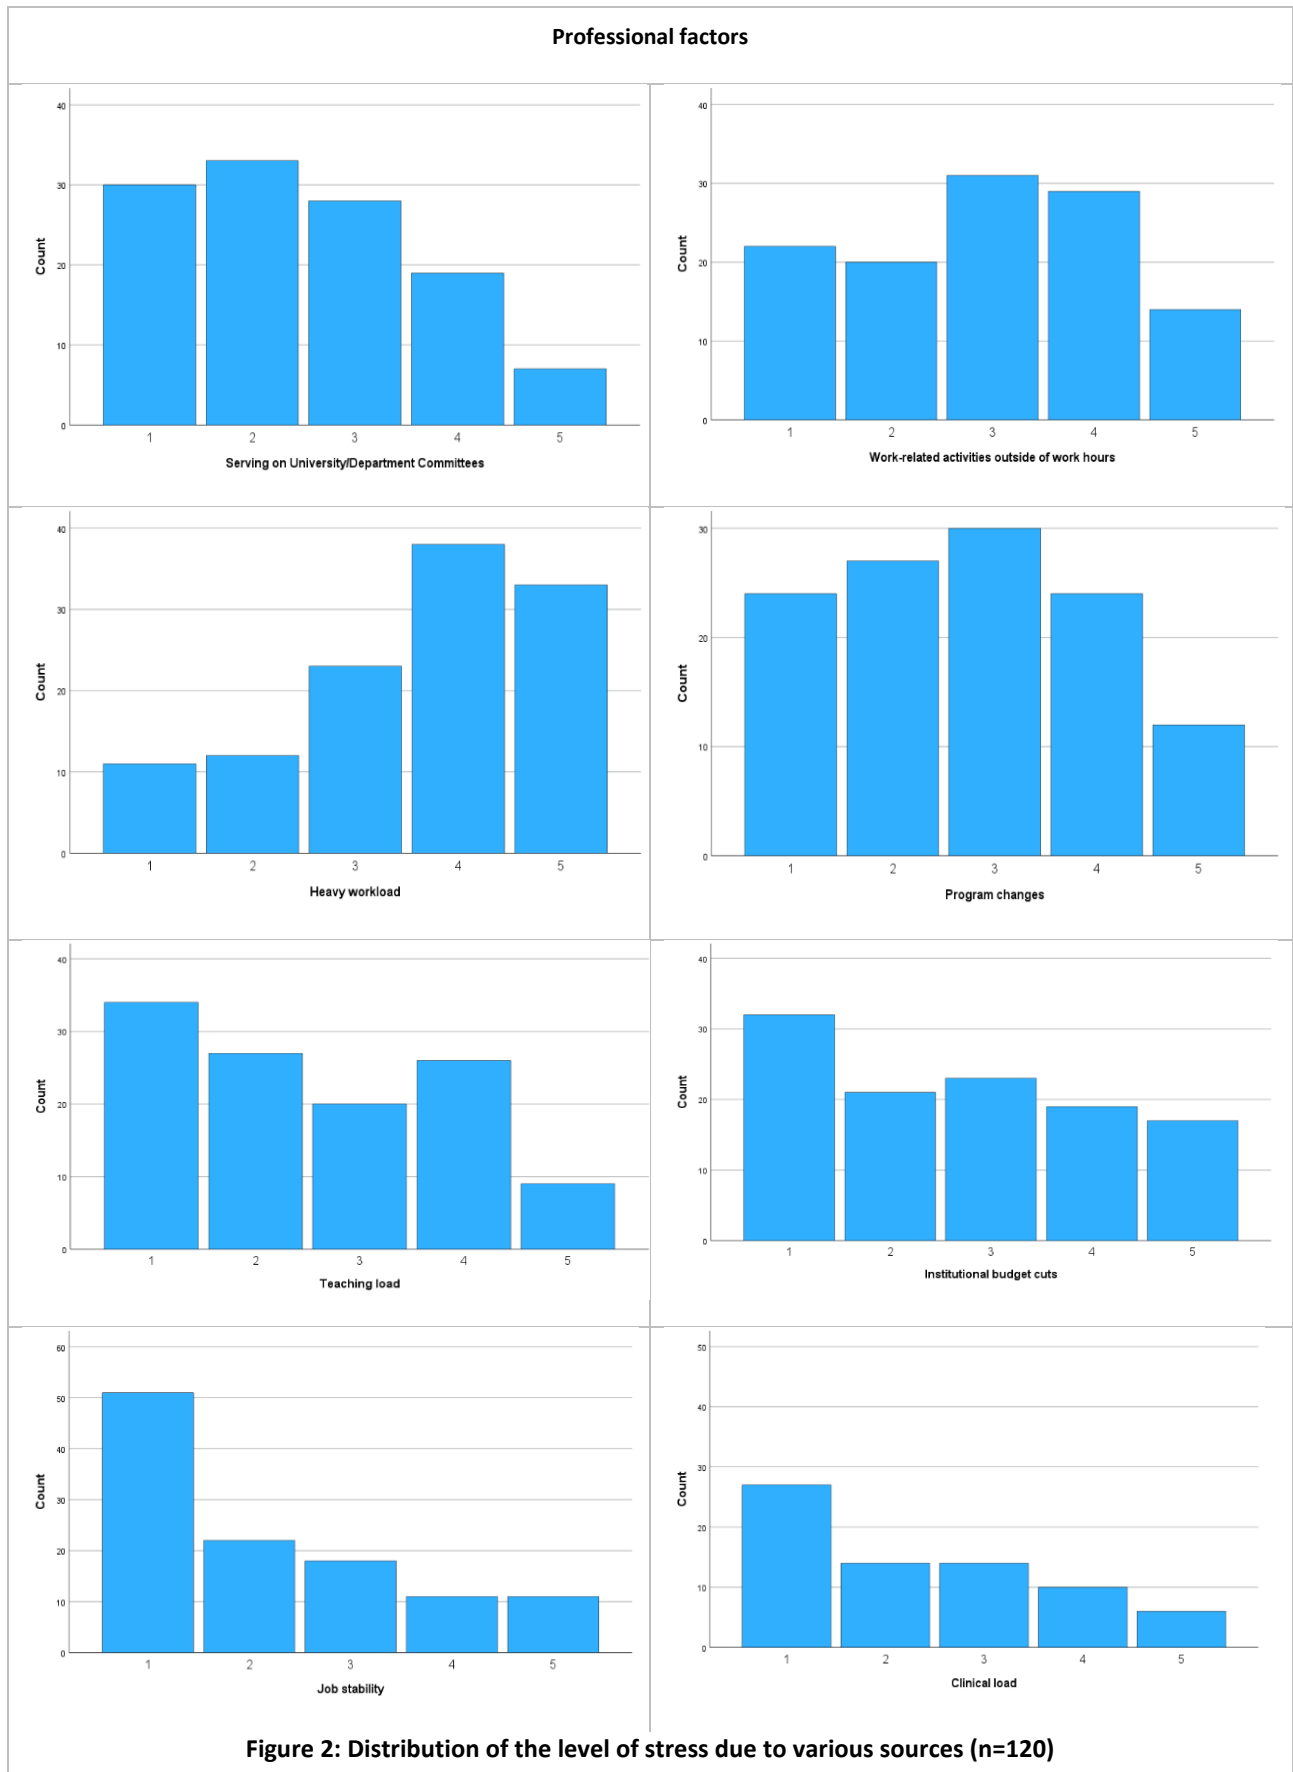 Professional factors
40
30
20
10
0
Count
1 2 3 4 5
Serving on University/Department Committees
40
30
20
10
0
Count
1 2 3 4 5
Work-related activities outside of work hours
40
30
20
10
0
Count
1 2 3 4 5
Heavy workload
30
20
10
0
Count
1 2 3 4 5
Program changes
40
30
20
10
0
Count
1 2 3 4 5
Teaching load
40
30
20
10
0
Count
1 2 3 4 5
Institutional budget cuts
60
50
40
30
20
10
0
Count
1 2 3 4 5
Job stability
50
40
30
20
10
0
Count
1 2 3 4 5
Clinical load
Figure 2: Distribution of the level of stress due to various sources (n=120)